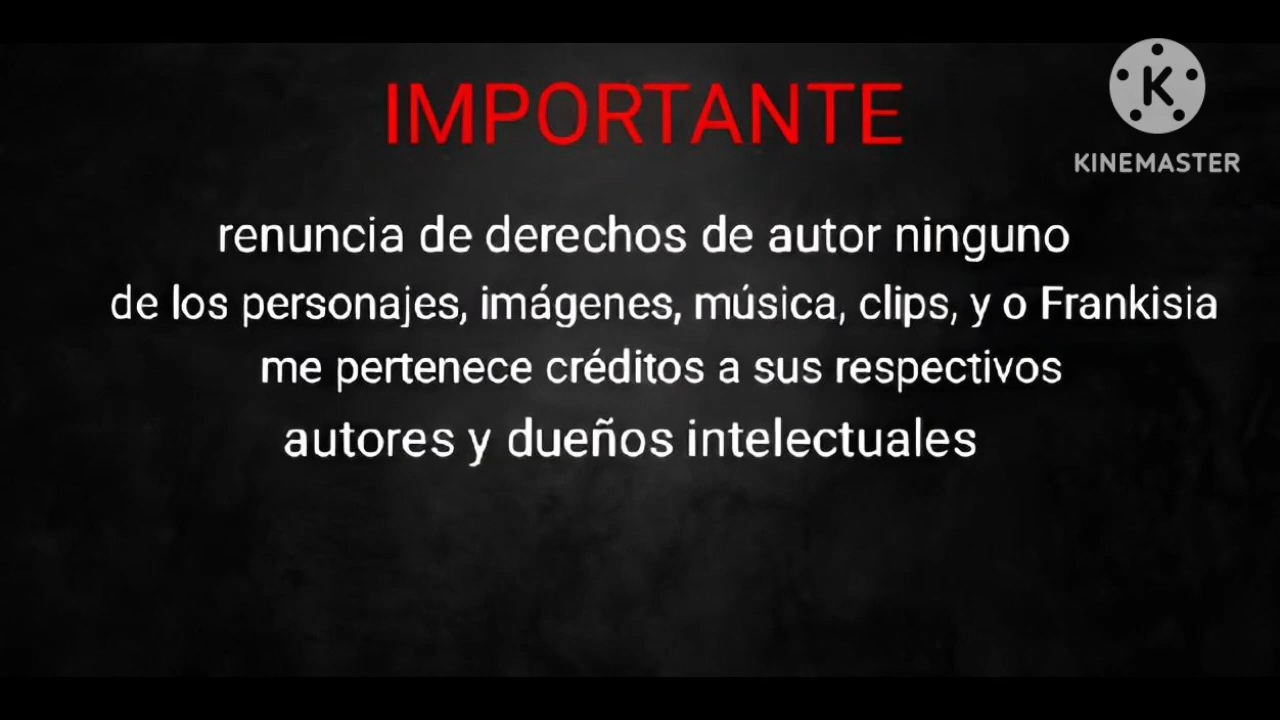 IMPORTANTE
K
KINEMASTER
renuncia de derechos de autor ninguno
de los personajes, imágenes, música, clips, y o Frankisia
me pertenece créditos a sus respectivos
autores y dueños intelectuales